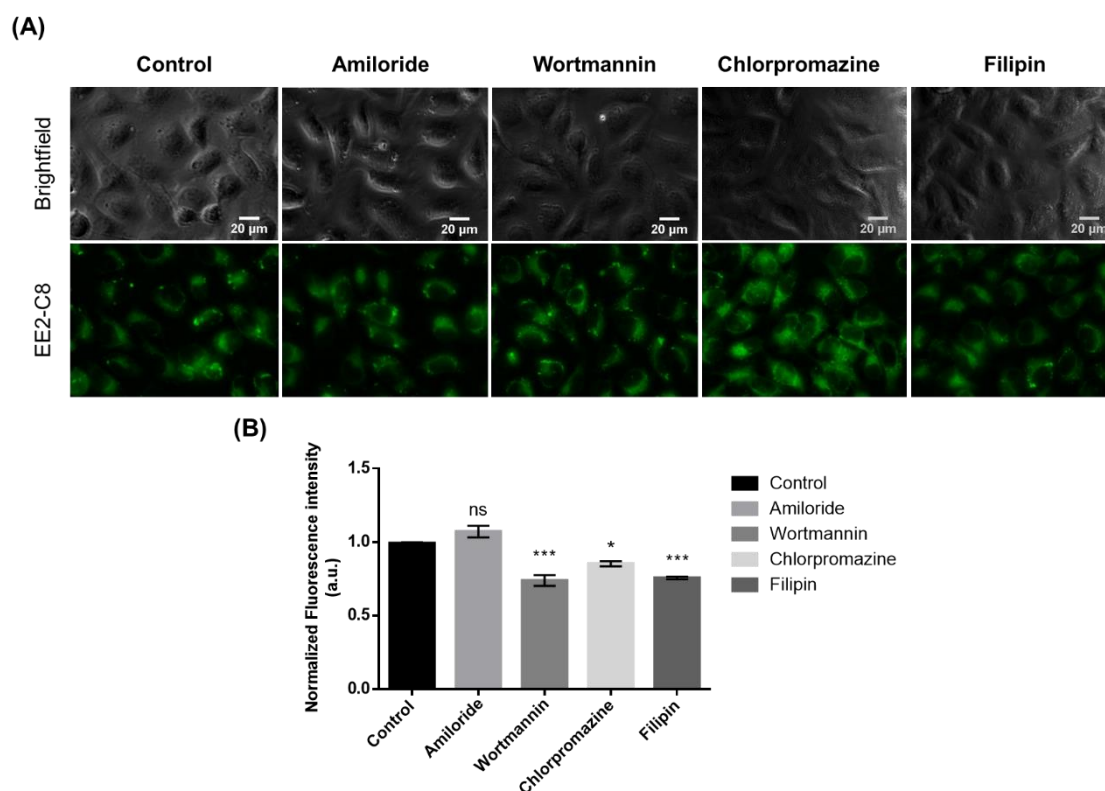 (A)
Control Amiloride Wortmannin Chlorpromazine Filipin
Brightfield
20 µm 20 µm 20 µm 20 µm 20 µm
EE2-C8
(B)
Normalized Fluorescence intensity
(a.u.)
1.5
1.0
0.5
0.0
ns
***
*
***
Control
Amiloride
Wortmannin
Chlorpromazine
Filipin
Control
Amiloride
Wortmannin
Chlorpromazine
Filipin